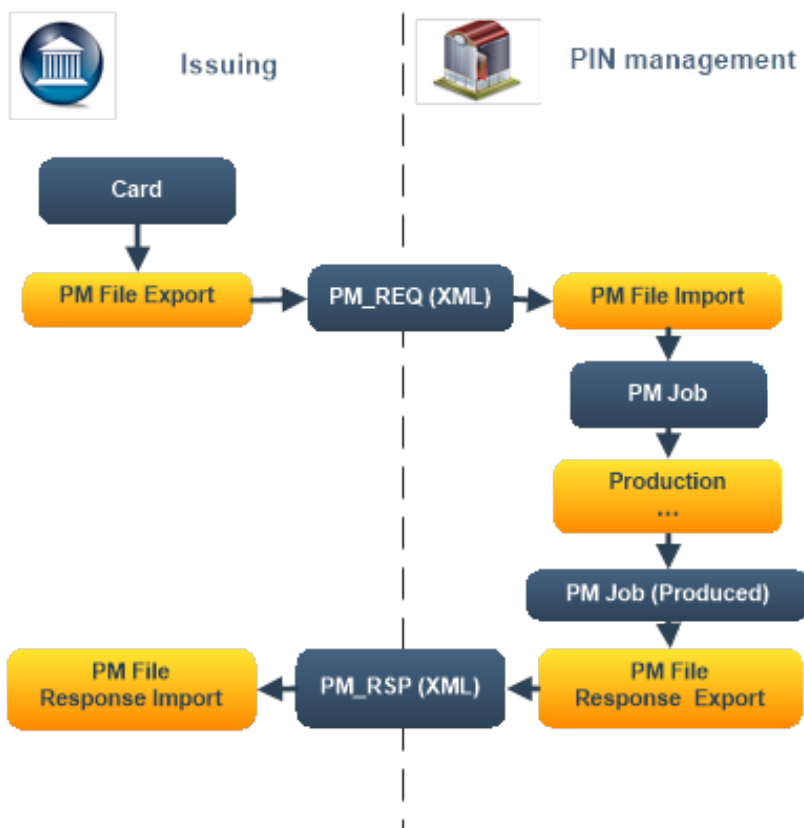 Issuing
PIN management
Card
PM File Export
PM_REQ (XML)
PM File Import
PM Job
Production
...
PM Job (Produced)
PM File
Response Import
PM_RSP (XML)
PM File
Response Export